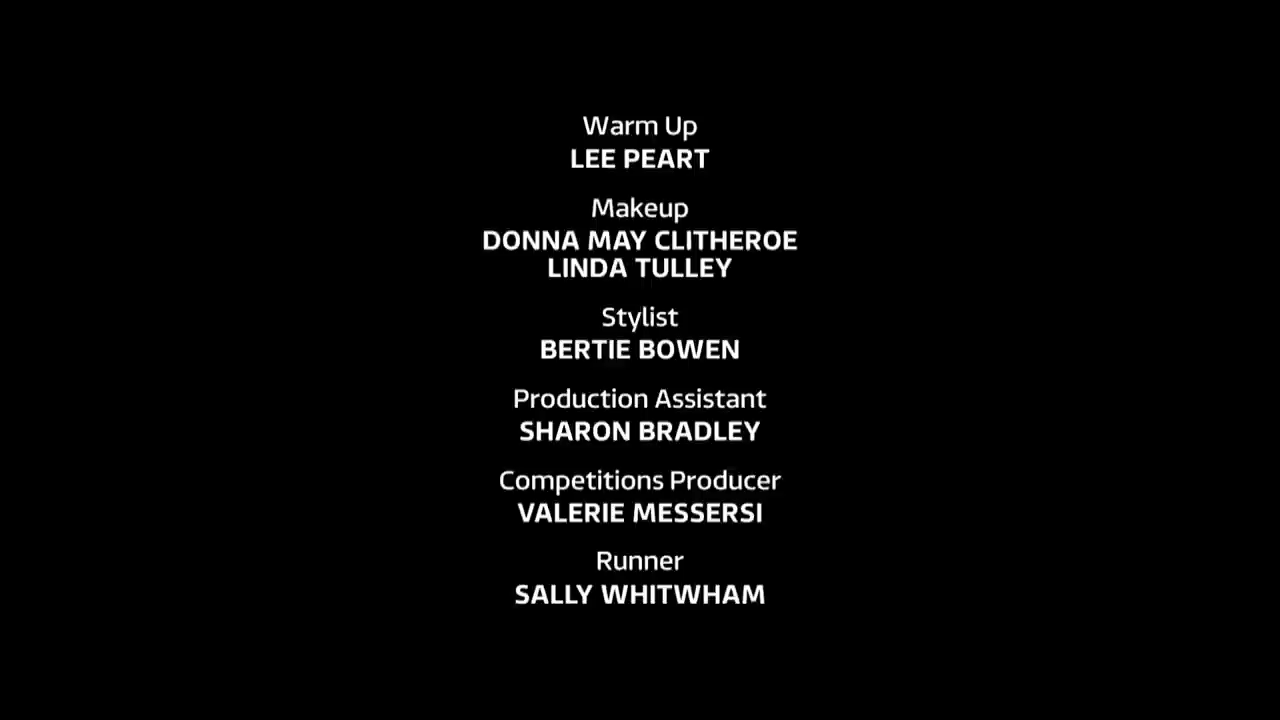 Warm Up
LEE PEART
Makeup
DONNA MAY CLITHEROE
LINDA TULLEY
Stylist
BERTIE BOWEN
Production Assistant
SHARON BRADLEY
Competitions Producer
VALERIE MESSERSI
Runner
SALLY WHITWHAM